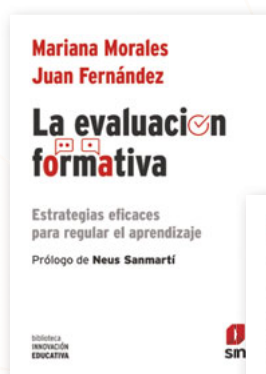 Mariana Morales
Juan Fernández
La evaluación
formativa
Estrategias eficaces
para regular el aprendizaje
Prólogo de Neus Sanmartí
biblioteca
INNOVACIÓN
EDUCATIVA
sm